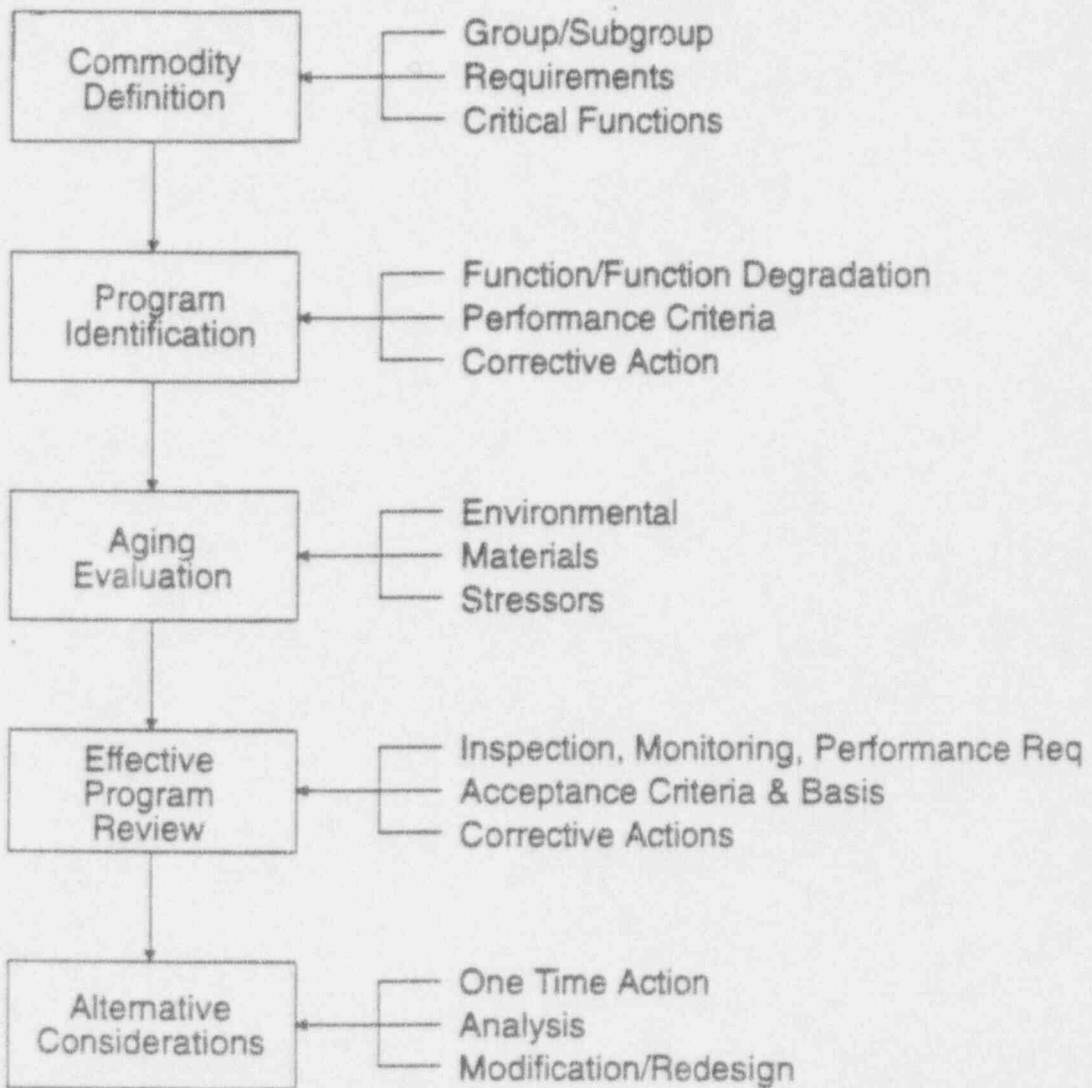 Commodity
Definition
Group/Subgroup
Requirements
Critical Functions
Program
Identification
Function/Function Degradation
Performance Criteria
Corrective Action
Aging
Evaluation
Environmental
Materials
Stressors
Effective
Program
Review
Inspection, Monitoring, Performance Req
Acceptance Criteria & Basis
Corrective Actions
Alternative
Considerations
One Time Action
Analysis
Modification/Redesign